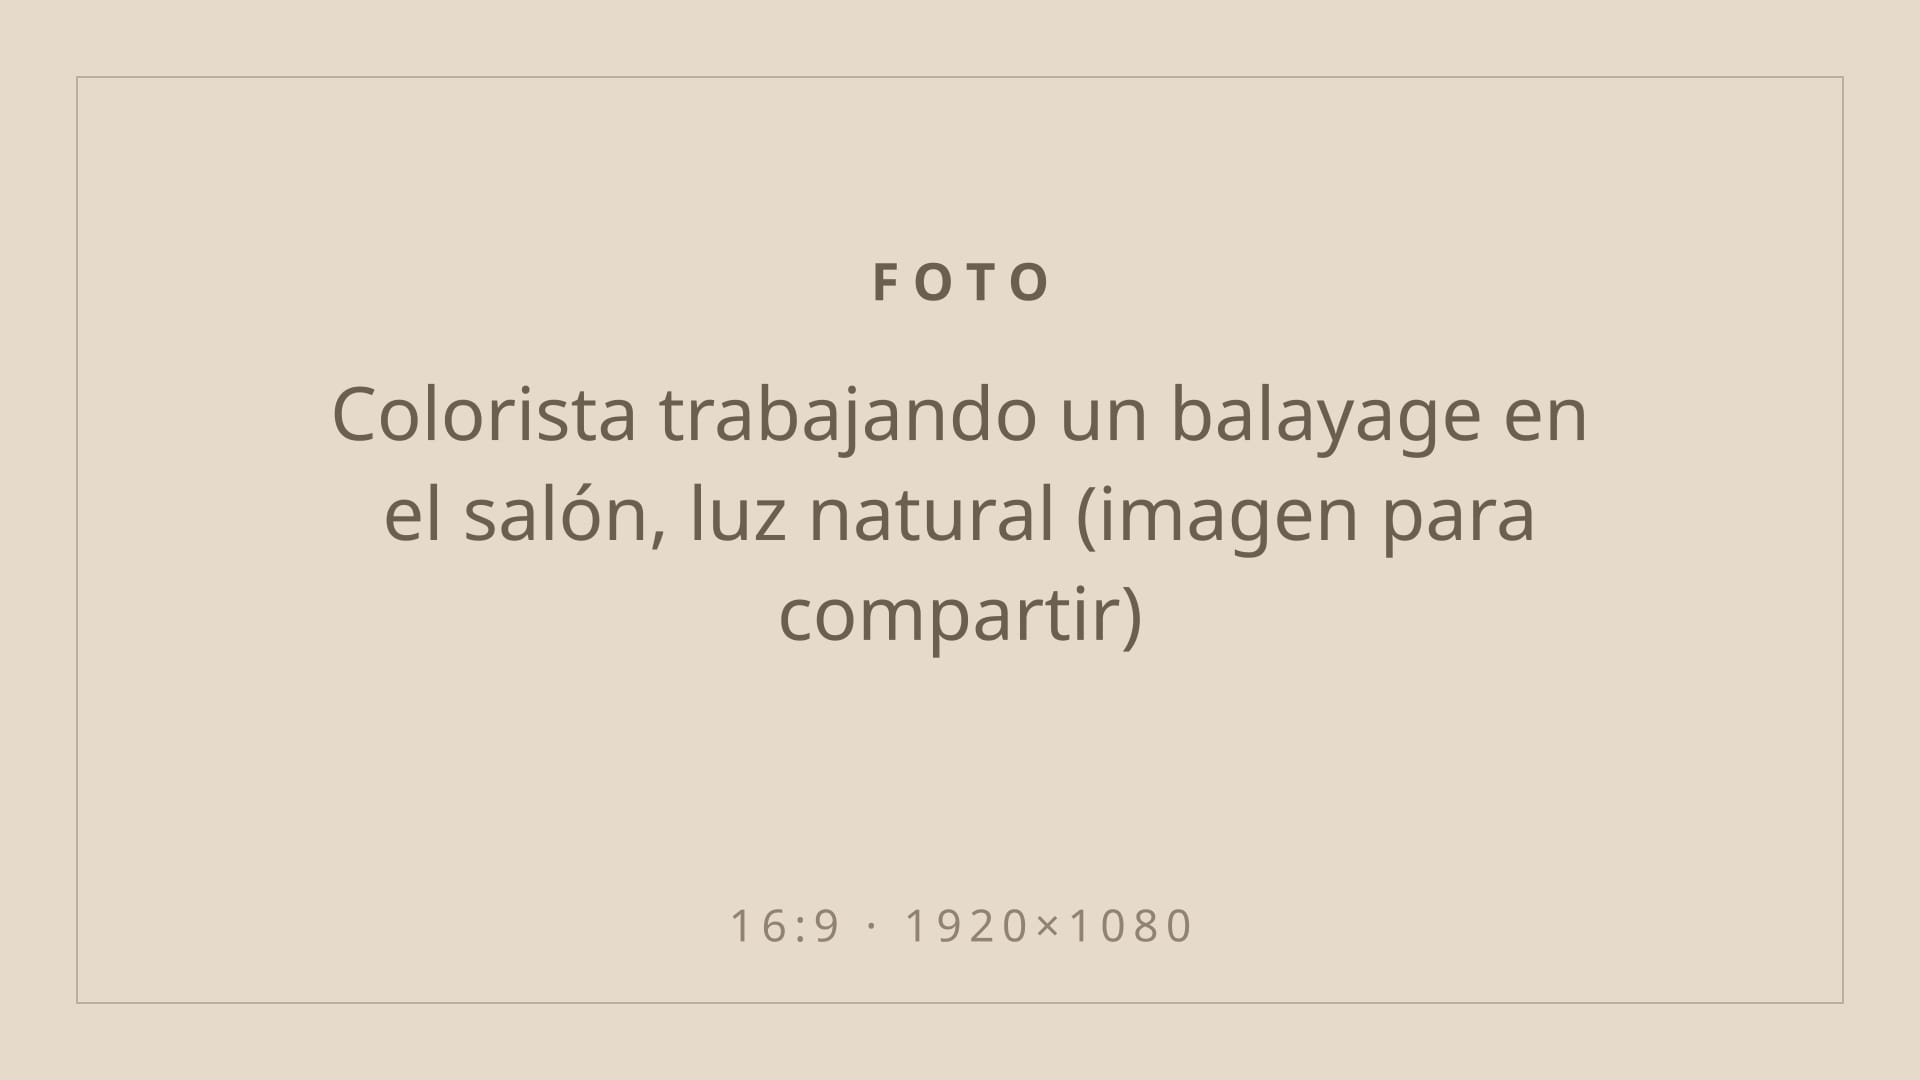 FOTO
Colorista trabajando un balayage en
el salón, luz natural (imagen para
compartir)
16:9 · 1920×1080